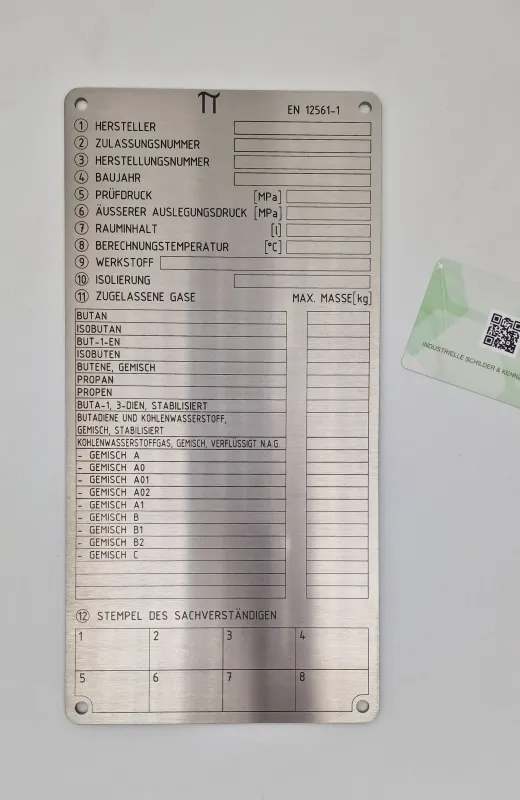 π
EN 12561-1
① HERSTELLER
② ZULASSUNGSNUMMER
③ HERSTELLUNGSNUMMER
④ BAUJAHR
⑤ PRÜFDRUCK [MPa]
⑥ ÄUSSERER AUSLEGUNGSDRUCK [MPa]
⑦ RAUMINHALT [l]
⑧ BERECHNUNGSTEMPERATUR [°C]
⑨ WERKSTOFF
⑩ ISOLIERUNG
⑪ ZUGELASSENE GASE MAX. MASSE[kg]
BUTAN
ISOBUTAN
BUT-1-EN
ISOBUTEN
BUTENE, GEMISCH
PROPAN
PROPEN
BUTA-1, 3-DIEN, STABILISIERT
BUTADIENE UND KOHLENWASSERSTOFF,
GEMISCH, STABILISIERT
KOHLENWASSERSTOFFGAS, GEMISCH, VERFLÜSSIGT N.A.G.
- GEMISCH A
- GEMISCH A0
- GEMISCH A01
- GEMISCH A02
- GEMISCH A1
- GEMISCH B
- GEMISCH B1
- GEMISCH B2
- GEMISCH C
⑫ STEMPEL DES SACHVERSTÄNDIGEN
1 2 3 4
5 6 7 8
INDUSTRIELLE SCHILDER &